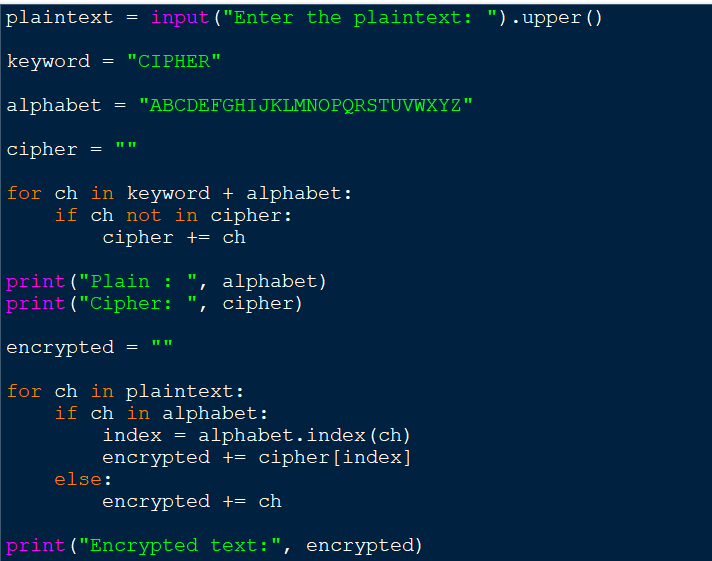 plaintext = input("Enter the plaintext: ").upper()
keyword = "CIPHER"
alphabet = "ABCDEFGHIJKLMNOPQRSTUVWXYZ"
cipher = ""
for ch in keyword + alphabet:
    if ch not in cipher:
        cipher += ch
print("Plain : ", alphabet)
print("Cipher: ", cipher)
encrypted = ""
for ch in plaintext:
    if ch in alphabet:
        index = alphabet.index(ch)
        encrypted += cipher[index]
    else:
        encrypted += ch
print("Encrypted text:", encrypted)